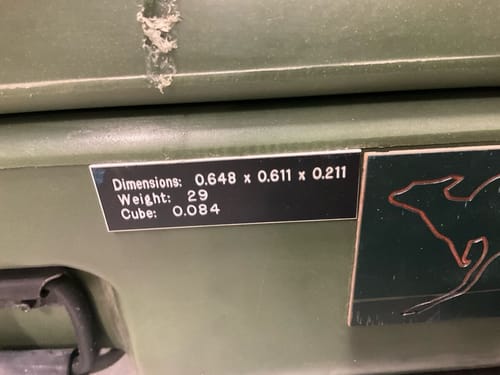 Dimensions: 0.648 x 0.611 x 0.211
Weight: 29
Cube: 0.084